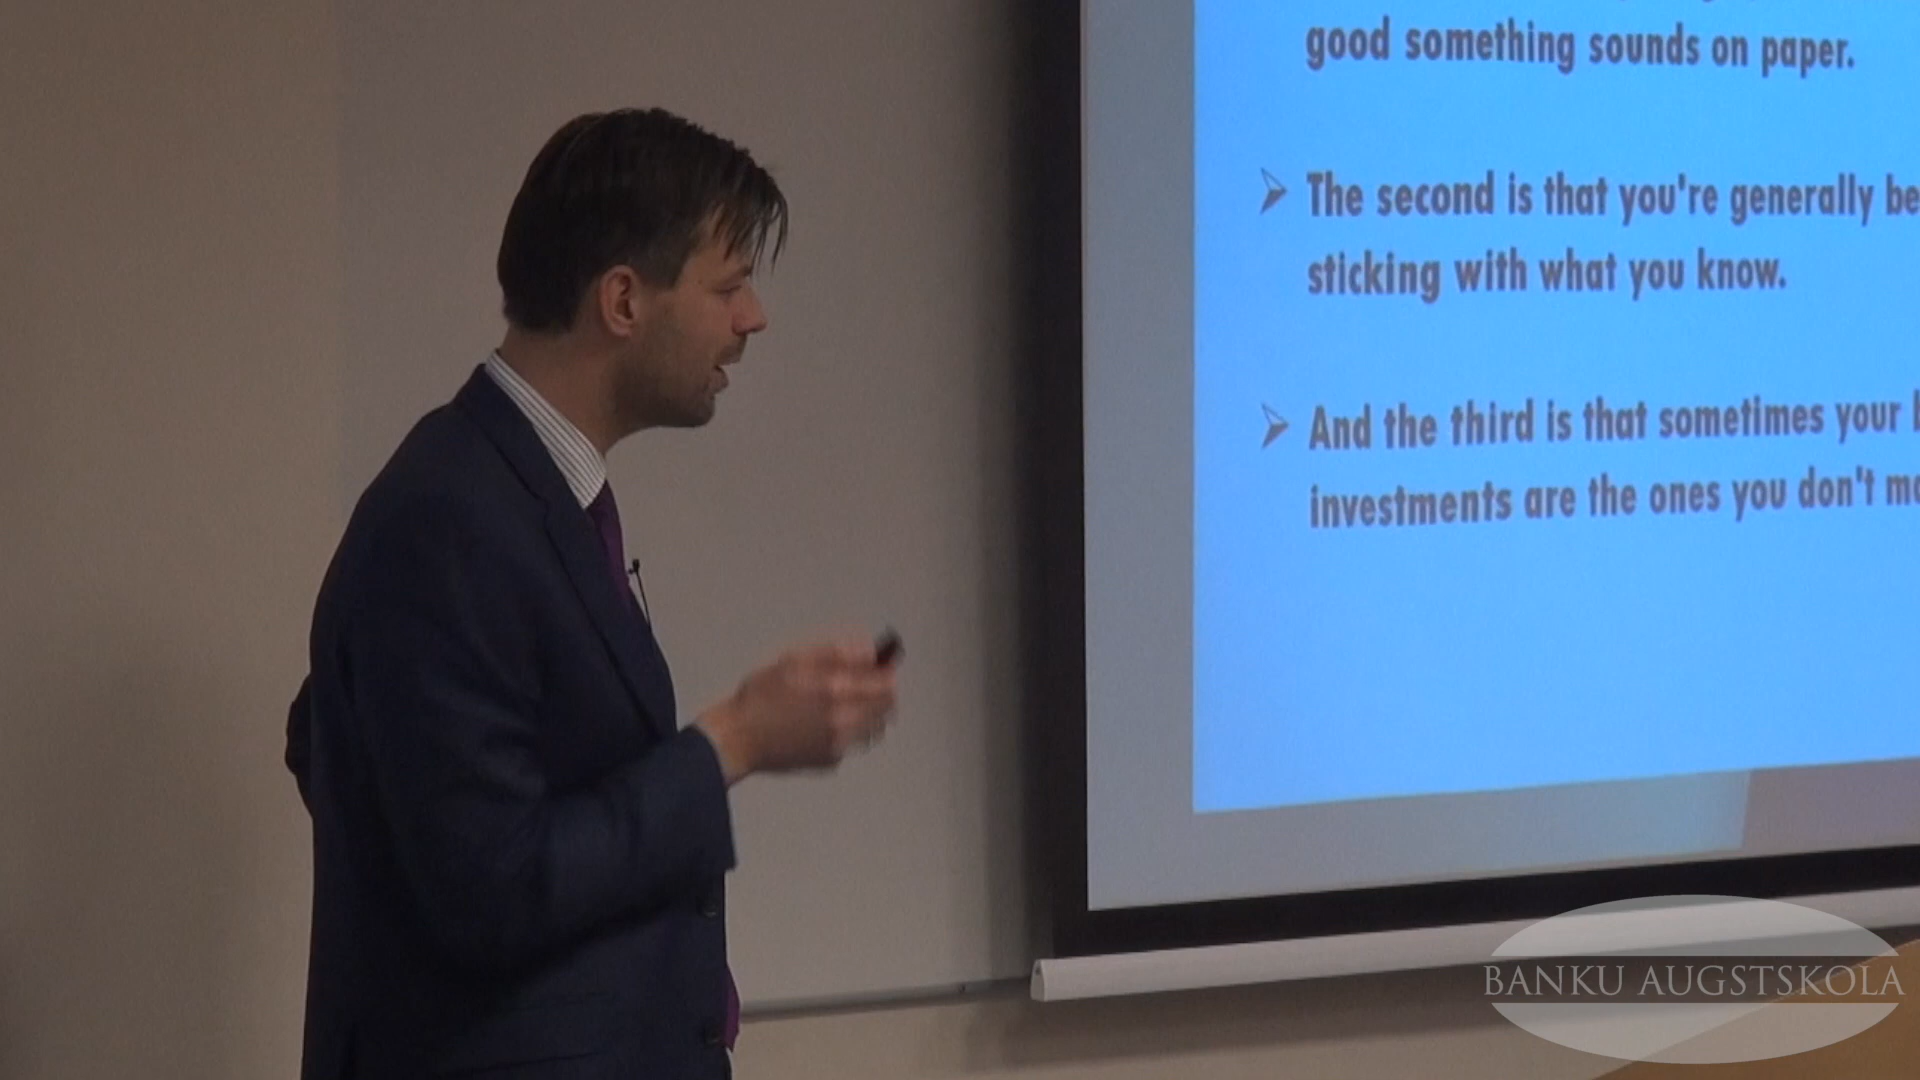 good something sounds on paper.
The second is that you're generally
sticking with what you know.
And the third is that sometimes your
investments are the ones you don't
BANKU AUGSTSKOLA